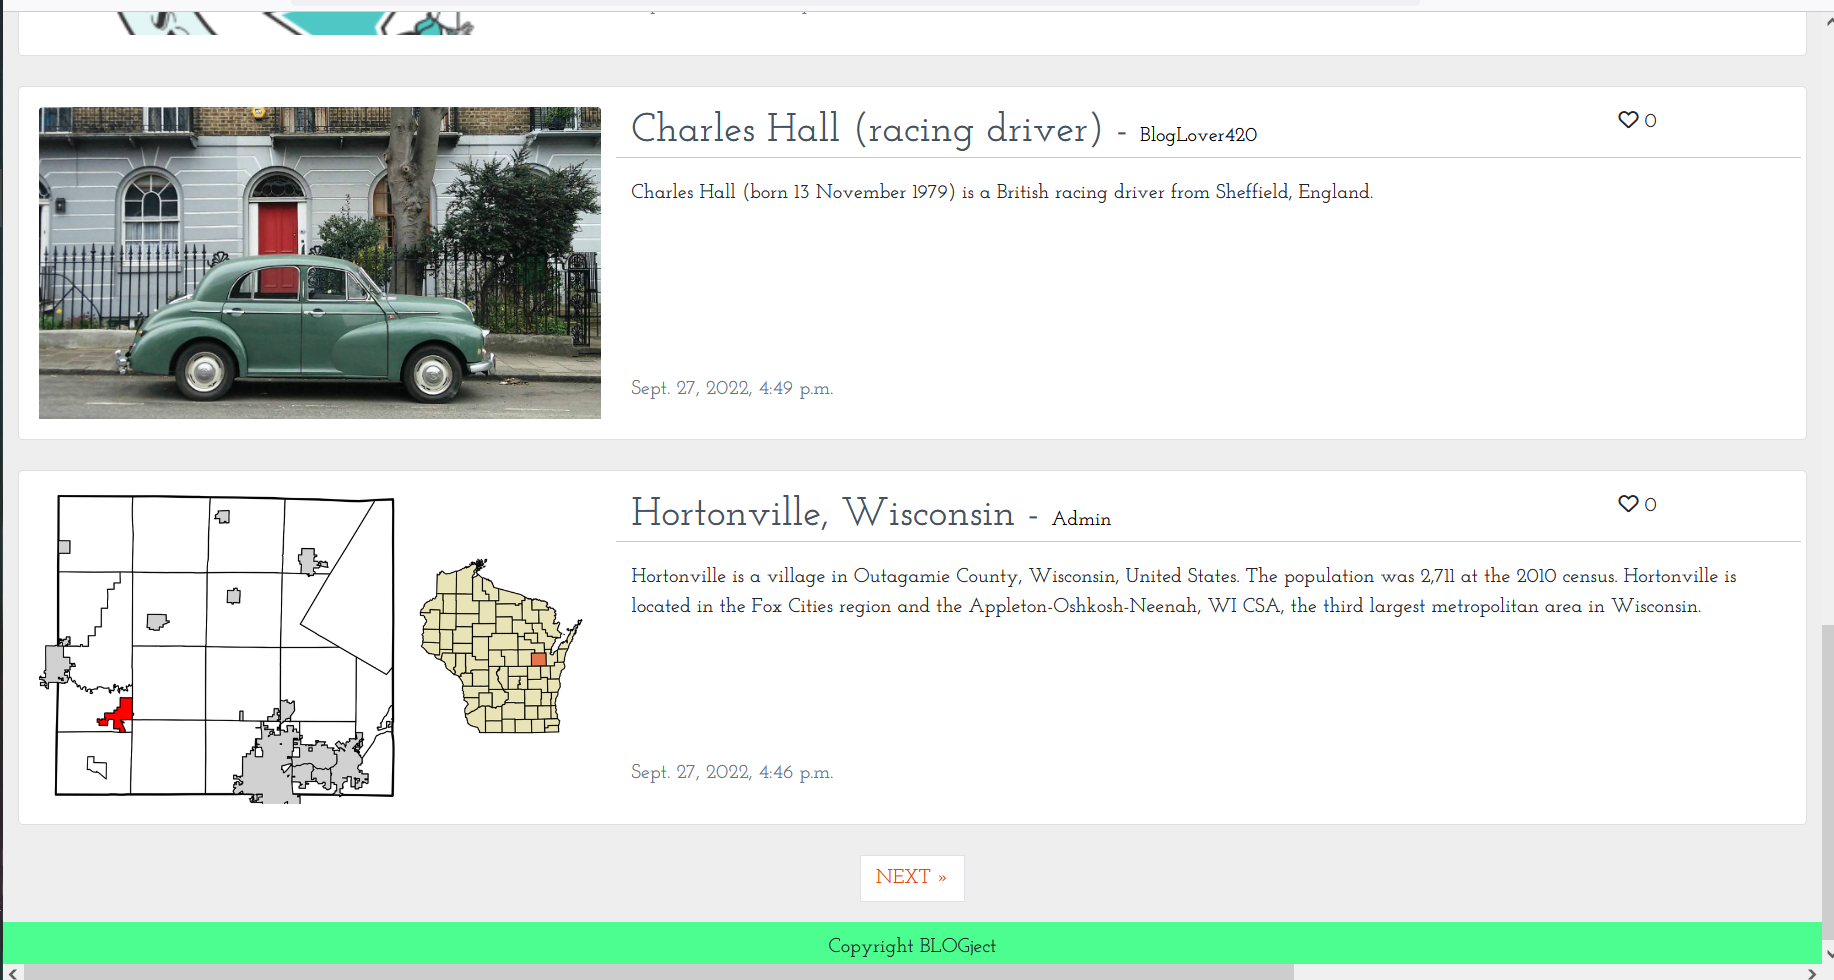 Charles Hall (racing driver) - BlogLover420
0
Charles Hall (born 13 November 1979) is a British racing driver from Sheffield, England.
Sept. 27, 2022, 4:49 p.m.
Hortonville, Wisconsin - Admin
0
Hortonville is a village in Outagamie County, Wisconsin, United States. The population was 2,711 at the 2010 census. Hortonville is
located in the Fox Cities region and the Appleton-Oshkosh-Neenah, WI CSA, the third largest metropolitan area in Wisconsin.
Sept. 27, 2022, 4:46 p.m.
NEXT »
Copyright BLOGject